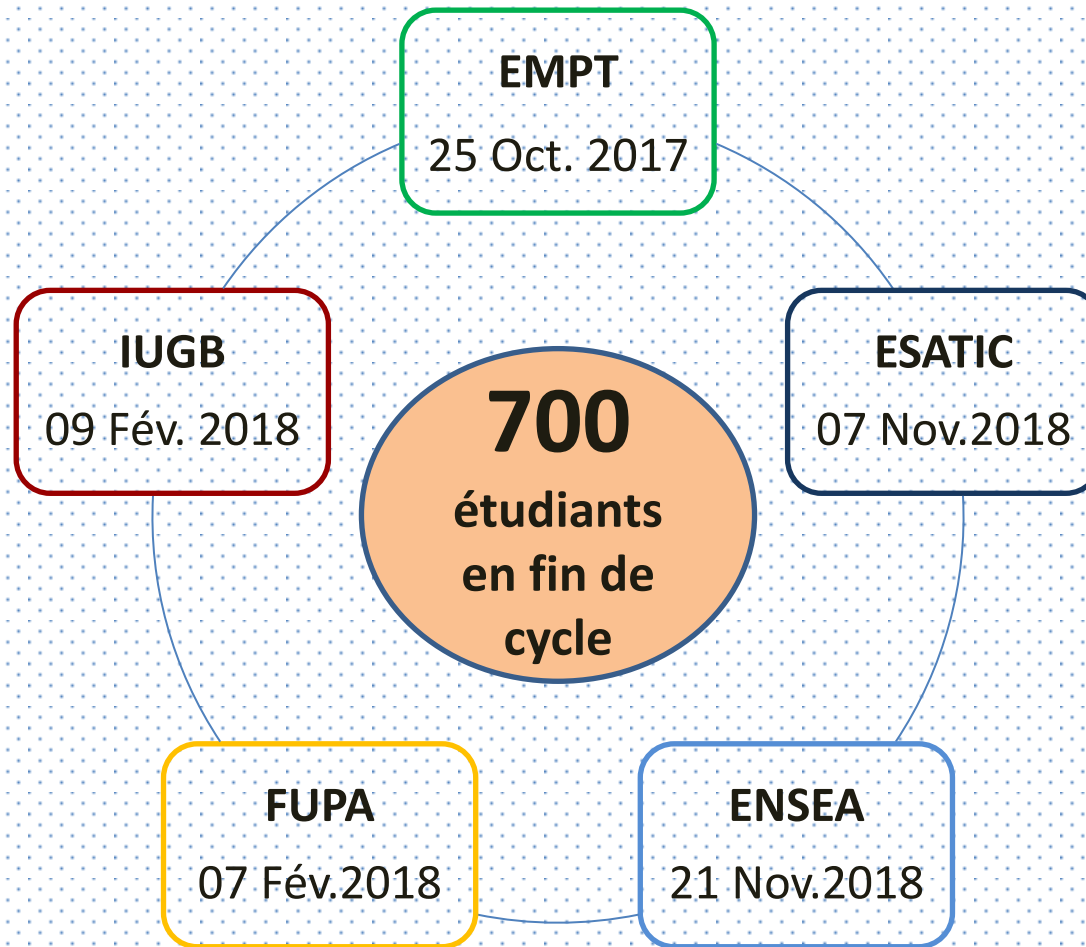 EMPT
25 Oct. 2017
IUGB
09 Fév. 2018
ESATIC
07 Nov.2018
700
étudiants
en fin de
cycle
FUPA
07 Fév.2018
ENSEA
21 Nov.2018